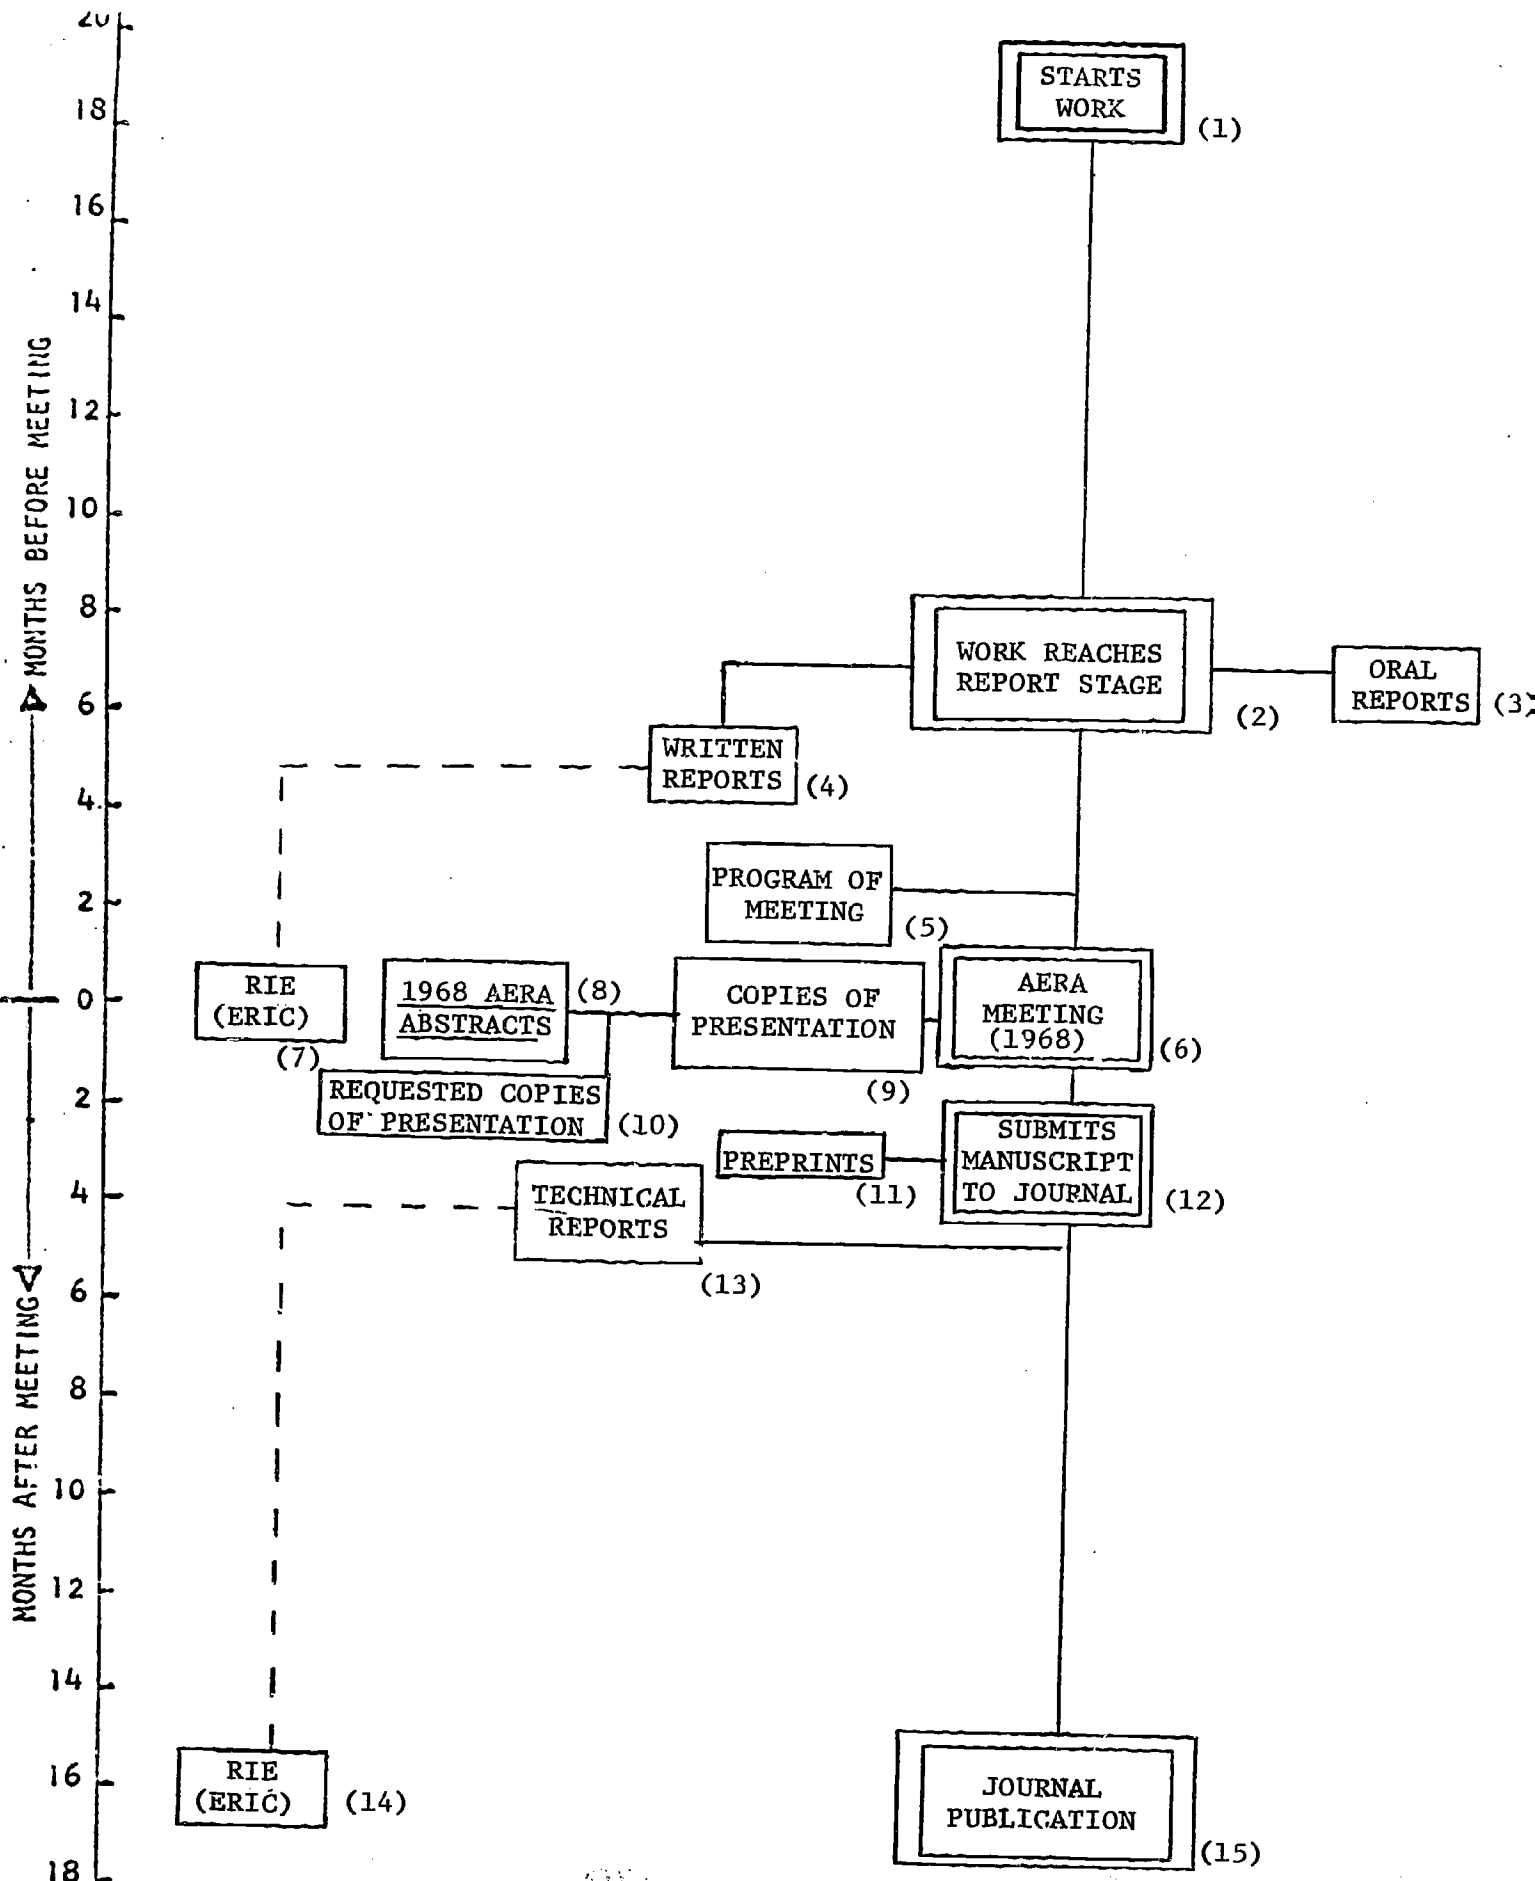 20
18
16
14
12
10
8
6
4
2
0
2
4
6
8
10
12
14
16
18
MONTHS BEFORE MEETING
MONTHS AFTER MEETING
STARTS
WORK
(1)
WORK REACHES
REPORT STAGE
(2)
ORAL
REPORTS
(3)
WRITTEN
REPORTS
(4)
PROGRAM OF
MEETING
(5)
AERA
MEETING
(1968)
(6)
RIE
(ERIC)
(7)
1968 AERA
ABSTRACTS
(8)
COPIES OF
PRESENTATION
(9)
REQUESTED COPIES
OF PRESENTATION
(10)
PREPRINTS
(11)
SUBMITS
MANUSCRIPT
TO JOURNAL
(12)
TECHNICAL
REPORTS
(13)
RIE
(ERIC)
(14)
JOURNAL
PUBLICATION
(15)